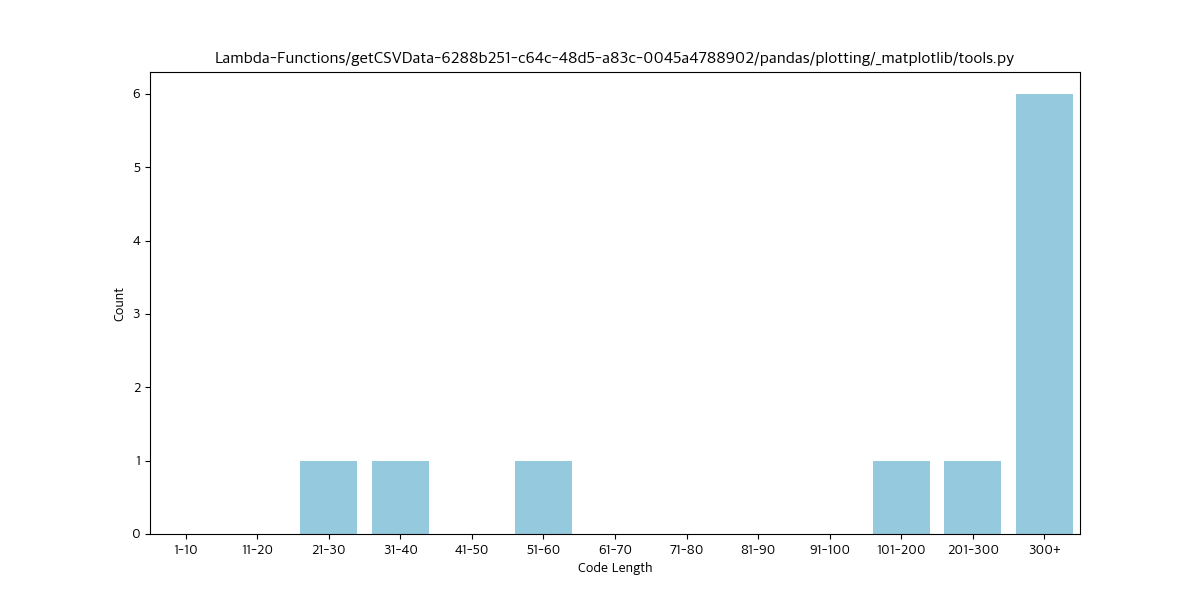 Lambda-Functions/getCSVData-6288b251-c64c-48d5-a83c-0045a4788902/pandas/plotting/_matplotlib/tools.py
6
5
4
3
2
1
0
Count
1-10 11-20 21-30 31-40 41-50 51-60 61-70 71-80 81-90 91-100 101-200 201-300 300+
Code Length